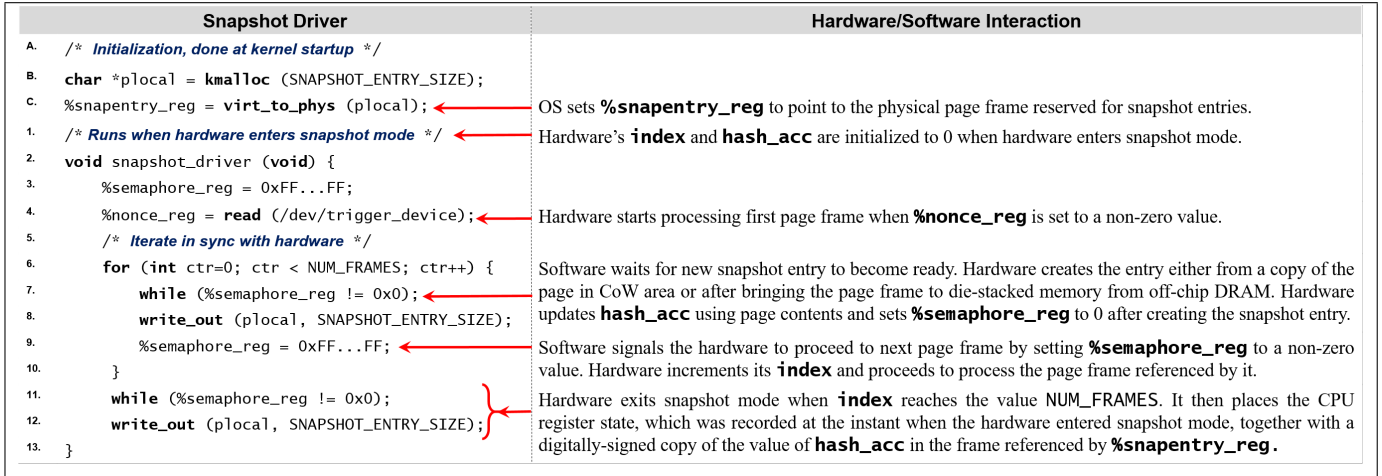 Snapshot Driver Hardware/Software Interaction
A. /* Initialization, done at kernel startup */
B. char *plocal = kmalloc (SNAPSHOT_ENTRY_SIZE);
C. %snapentry_reg = virt_to_phys (plocal); OS sets %snapentry_reg to point to the physical page frame reserved for snapshot entries.
1. /* Runs when hardware enters snapshot mode */ Hardware's index and hash_acc are initialized to 0 when hardware enters snapshot mode.
2. void snapshot_driver (void) {
3. %semaphore_reg = 0xFF...FF;
4. %nonce_reg = read (/dev/trigger_device); Hardware starts processing first page frame when %nonce_reg is set to a non-zero value.
5. /* Iterate in sync with hardware */
6. for (int ctr=0; ctr < NUM_FRAMES; ctr++) {
7. while (%semaphore_reg != 0x0);
8. write_out (plocal, SNAPSHOT_ENTRY_SIZE);
Software waits for new snapshot entry to become ready. Hardware creates the entry either from a copy of the
page in CoW area or after bringing the page frame to die-stacked memory from off-chip DRAM. Hardware
updates hash_acc using page contents and sets %semaphore_reg to 0 after creating the snapshot entry.
9. %semaphore_reg = 0xFF...FF;
10. }
Software signals the hardware to proceed to next page frame by setting %semaphore_reg to a non-zero
value. Hardware increments its index and proceeds to process the page frame referenced by it.
11. while (%semaphore_reg != 0x0);
12. write_out (plocal, SNAPSHOT_ENTRY_SIZE);
13. }
Hardware exits snapshot mode when index reaches the value NUM_FRAMES. It then places the CPU
register state, which was recorded at the instant when the hardware entered snapshot mode, together with a
digitally-signed copy of the value of hash_acc in the frame referenced by %snapentry_reg.